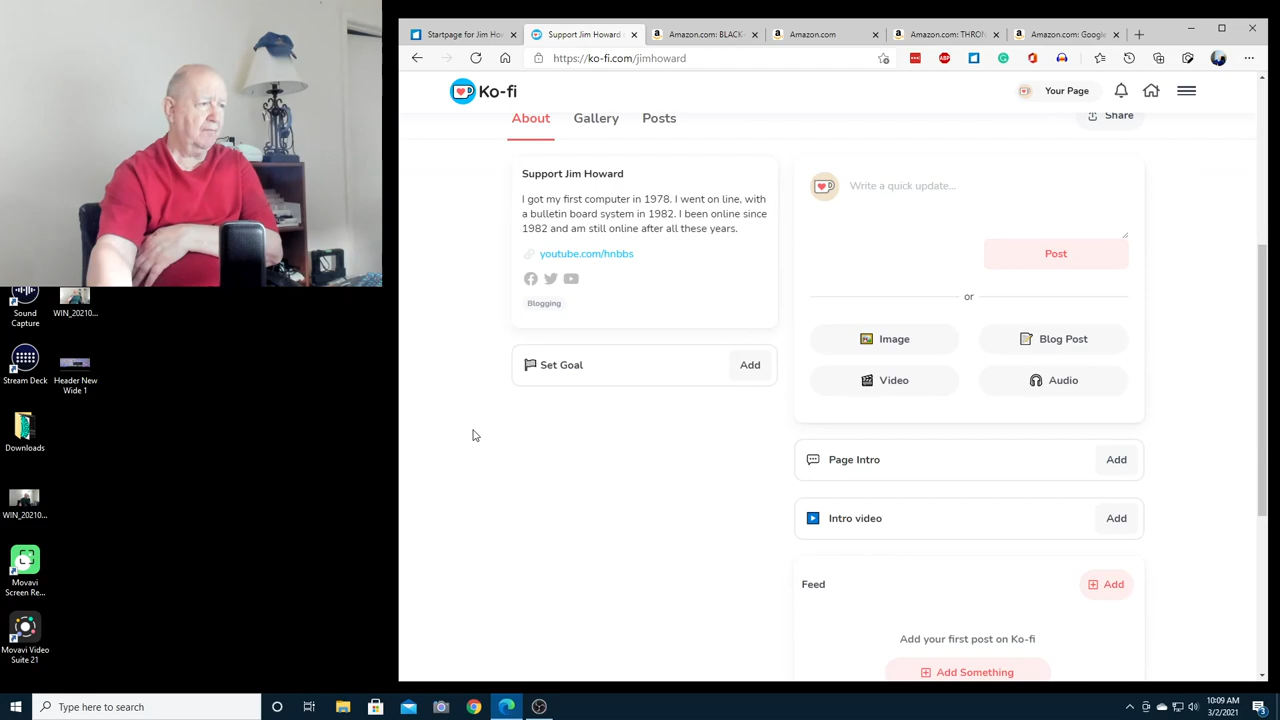 Startpage for Jim Ho
Support Jim Howard
Amazon.com: BLACK
Amazon.com
Amazon.com: THRON
Amazon.com: Google
https://ko-fi.com/jimhoward
ABP
Ko-fi
Your Page
About
Gallery
Posts
Share
Support Jim Howard
I got my first computer in 1978. I went on line, with
a bulletin board system in 1982. I been online since
1982 and am still online after all these years.
youtube.com/hnbbs
Blogging
Set Goal
Add
Write a quick update...
Post
or
Image
Blog Post
Video
Audio
Page Intro
Add
Intro video
Add
Feed
Add
Add your first post on Ko-fi
Add Something
Sound
Capture
WIN_20210...
Stream Deck
Header New
Wide 1
Downloads
WIN_20210...
Movavi
Screen Re...
Movavi Video
Suite 21
Type here to search
10:09 AM
3/2/2021
3